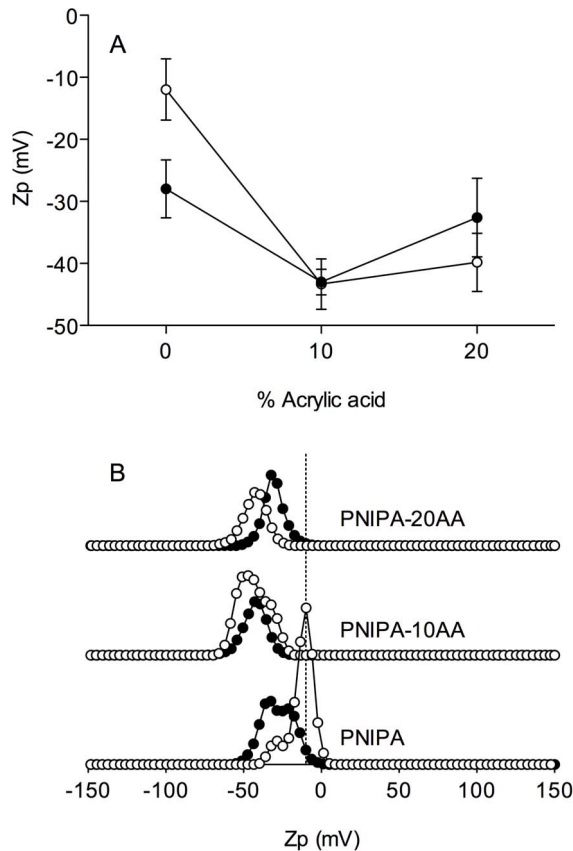 A
0
-10
-20
-30
-40
-50
Zp (mV)
0 10 20
% Acrylic acid
B
PNIPA-20AA
PNIPA-10AA
PNIPA
-150 -100 -50 0 50 100 150
Zp (mV)